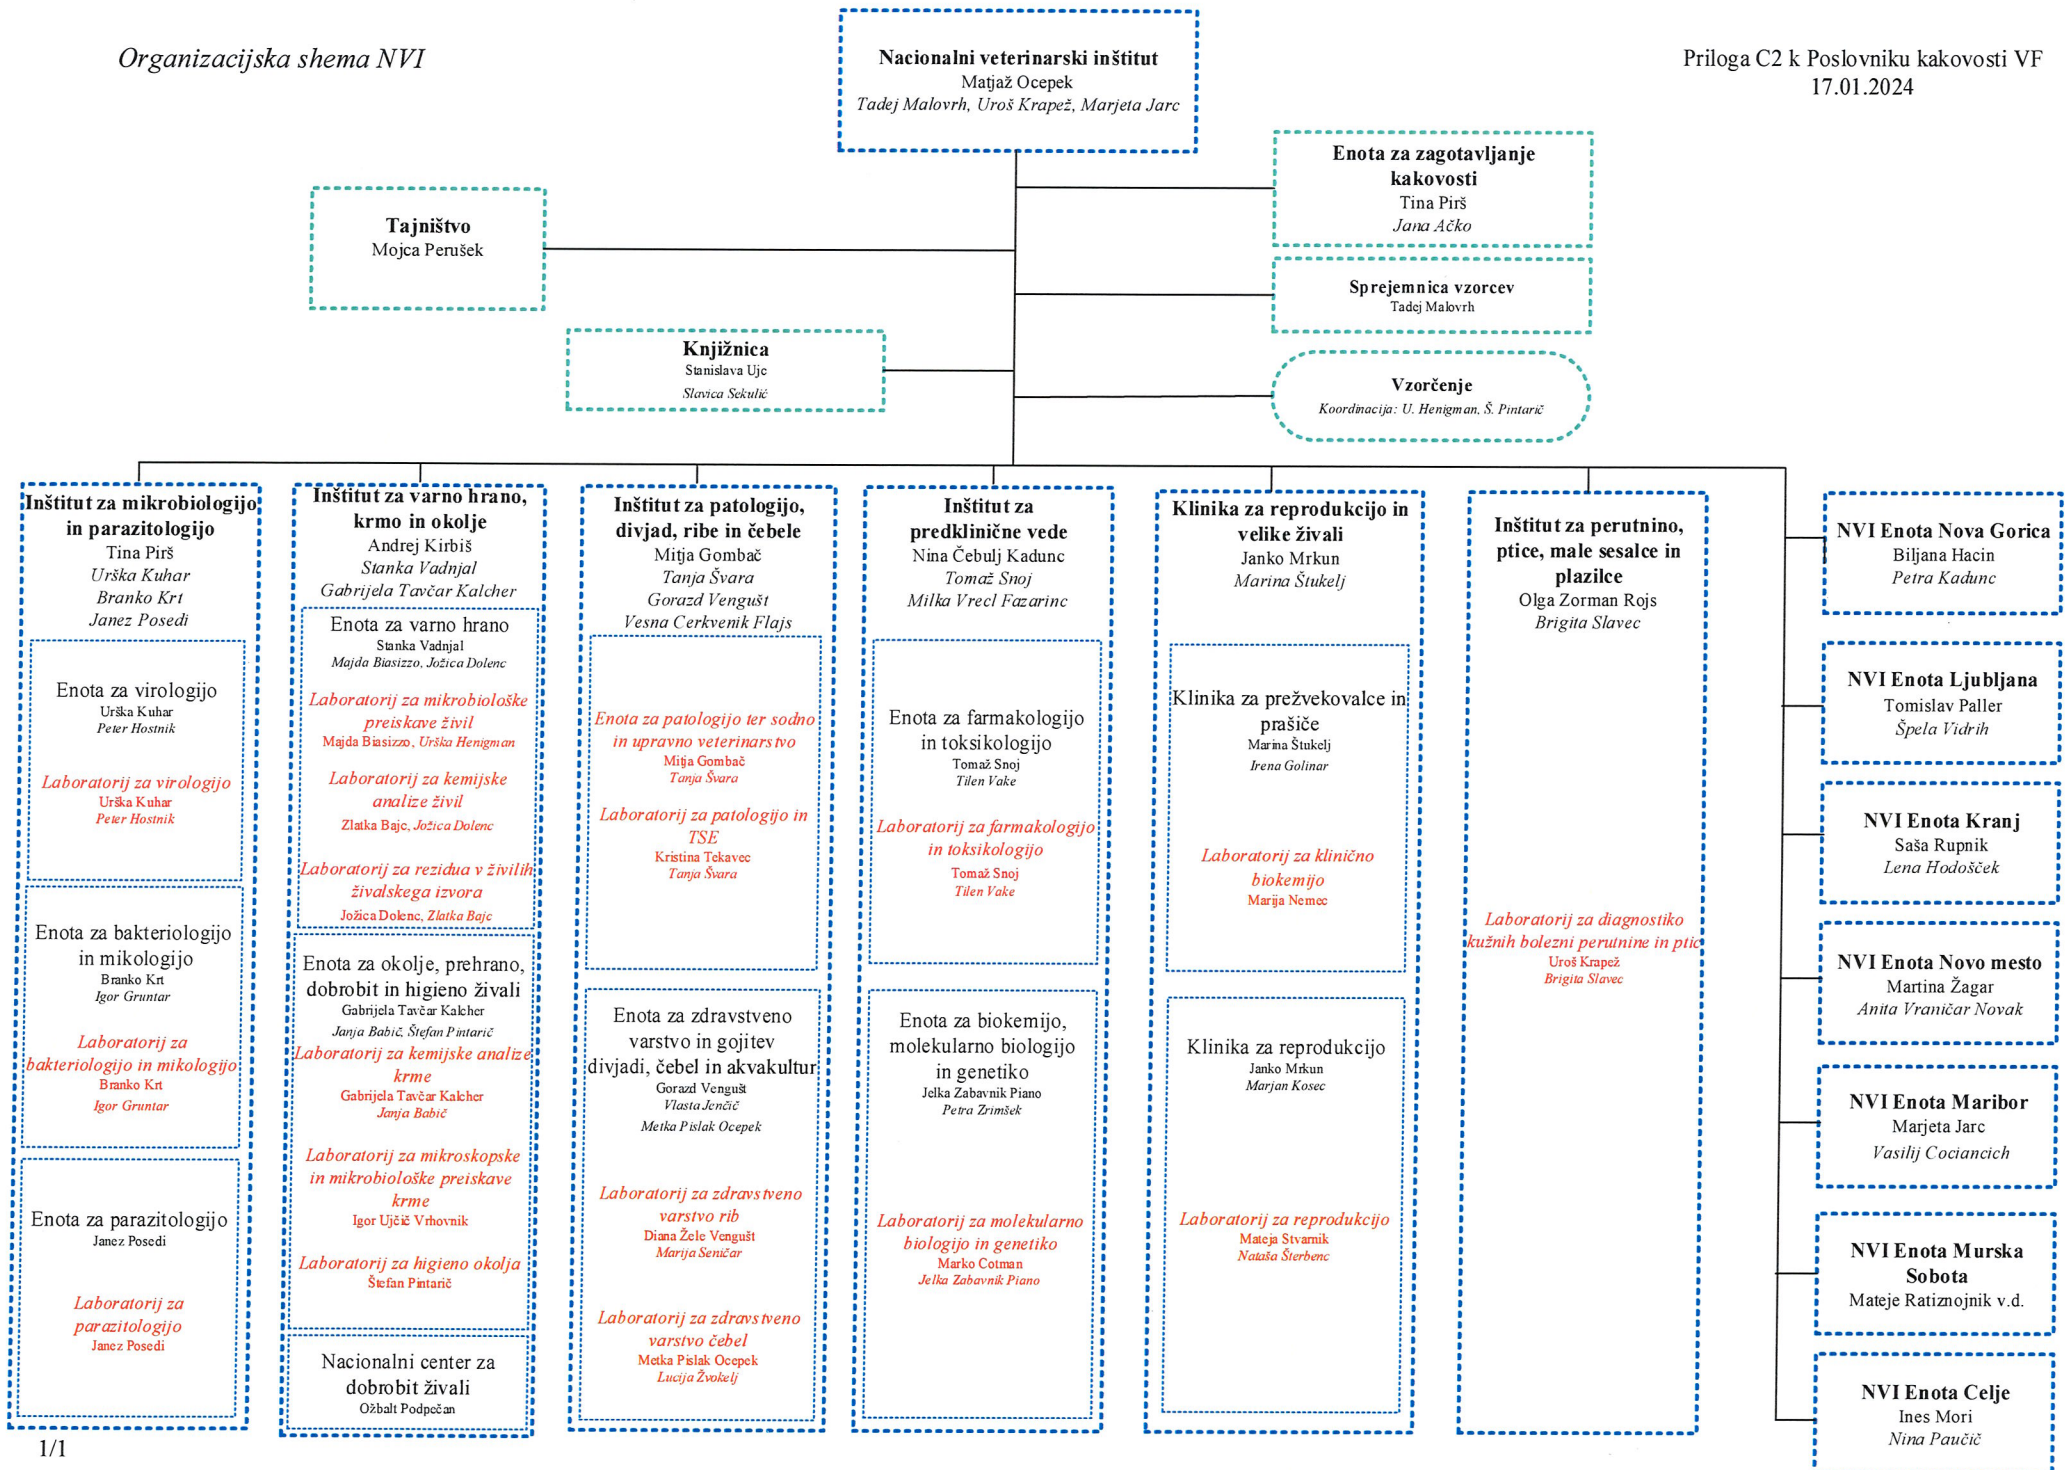 Organizacijska shema NVI
Priloga C2 k Poslovniku kakovosti VF
17.01.2024
Nacionalni veterinarski inštitut
Matjaž Ocepek
Tadej Malovrh, Uroš Krapež, Marjeta Jarc
Enota za zagotavljanje
kakovosti
Tina Pirš
Jana Ačko
Tajništvo
Mojca Perušek
Sprejemnica vzorcev
Tadej Malovrh
Knjižnica
Stanislava Ujc
Slavica Sekulić
Vzorčenje
Koordinacija: U. Henigman, Š. Pintarič
Inštitut za mikrobiologijo
in parazitologijo
Tina Pirš
Urška Kuhar
Branko Krt
Janez Posedi
Enota za virologijo
Urška Kuhar
Peter Hostnik
Laboratorij za virologijo
Urška Kuhar
Peter Hostnik
Enota za bakteriologijo
in mikologijo
Branko Krt
Igor Gruntar
Laboratorij za
bakteriologijo in mikologijo
Branko Krt
Igor Gruntar
Enota za parazitologijo
Janez Posedi
Laboratorij za
parazitologijo
Janez Posedi
Inštitut za varno hrano,
krmo in okolje
Andrej Kirbiš
Stanka Vadnjal
Gabrijela Tavčar Kalcher
Enota za varno hrano
Stanka Vadnjal
Majda Biasizzo, Jožica Dolenc
Laboratorij za mikrobiološke
preiskave živil
Majda Biasizzo, Urška Henigman
Laboratorij za kemijske
analize živil
Zlatka Bajc, Jožica Dolenc
Laboratorij za rezidua v živilih
živalskega izvora
Jožica Dolenc, Zlatka Bajc
Enota za okolje, prehrano,
dobrobit in higieno živali
Gabrijela Tavčar Kalcher
Janja Babič, Štefan Pintarič
Laboratorij za kemijske analize
krme
Gabrijela Tavčar Kalcher
Janja Babič
Laboratorij za mikroskopske
in mikrobiološke preiskave
krme
Igor Ujčič Vrhovnik
Laboratorij za higieno okolja
Štefan Pintarič
Nacionalni center za
dobrobit živali
Ožbalt Podpečan
Inštitut za patologijo,
divjad, ribe in čebele
Mitja Gombač
Tanja Švara
Gorazd Vengušt
Vesna Cerkvenik Flajs
Enota za patologijo ter sodno
in upravno veterinarstvo
Mitja Gombač
Tanja Švara
Laboratorij za patologijo in
TSE
Kristina Tekavec
Tanja Švara
Enota za zdravstveno
varstvo in gojitev
divjadi, čebel in akvakultur
Gorazd Vengušt
Vlasta Jenčič
Metka Pislak Ocepek
Laboratorij za zdravstveno
varstvo rib
Diana Žele Vengušt
Marija Seničar
Laboratorij za zdravstveno
varstvo čebel
Metka Pislak Ocepek
Lucija Žvokelj
Inštitut za
predklinične vede
Nina Čebulj Kadunc
Tomaž Snoj
Milka Vrecl Fazarinc
Enota za farmakologijo
in toksikologijo
Tomaž Snoj
Tilen Vake
Laboratorij za farmakologijo
in toksikologijo
Tomaž Snoj
Tilen Vake
Enota za biokemijo,
molekularno biologijo
in genetiko
Jelka Zabavnik Piano
Petra Zrimšek
Laboratorij za molekularno
biologijo in genetiko
Marko Cotman
Jelka Zabavnik Piano
Klinika za reprodukcijo in
velike živali
Janko Mrkun
Marina Štukelj
Klinika za prežvekovalce in
prašiče
Marina Štukelj
Irena Golinar
Laboratorij za klinično
biokemijo
Marija Nemec
Klinika za reprodukcijo
Janko Mrkun
Marjan Kosec
Laboratorij za reprodukcijo
Mateja Stvarnik
Nataša Šterbenc
Inštitut za perutnino,
ptice, male sesalce in
plazilce
Olga Zorman Rojs
Brigita Slavec
Laboratorij za diagnostiko
kužnih bolezni perutnine in ptic
Uroš Krapež
Brigita Slavec
NVI Enota Nova Gorica
Biljana Hacin
Petra Kadunc
NVI Enota Ljubljana
Tomislav Paller
Špela Vidrih
NVI Enota Kranj
Saša Rupnik
Lena Hodošček
NVI Enota Novo mesto
Martina Žagar
Anita Vraničar Novak
NVI Enota Maribor
Marjeta Jarc
Vasilij Cociancich
NVI Enota Murska
Sobota
Mateje Ratiznojnik v.d.
NVI Enota Celje
Ines Mori
Nina Paučič
1/1